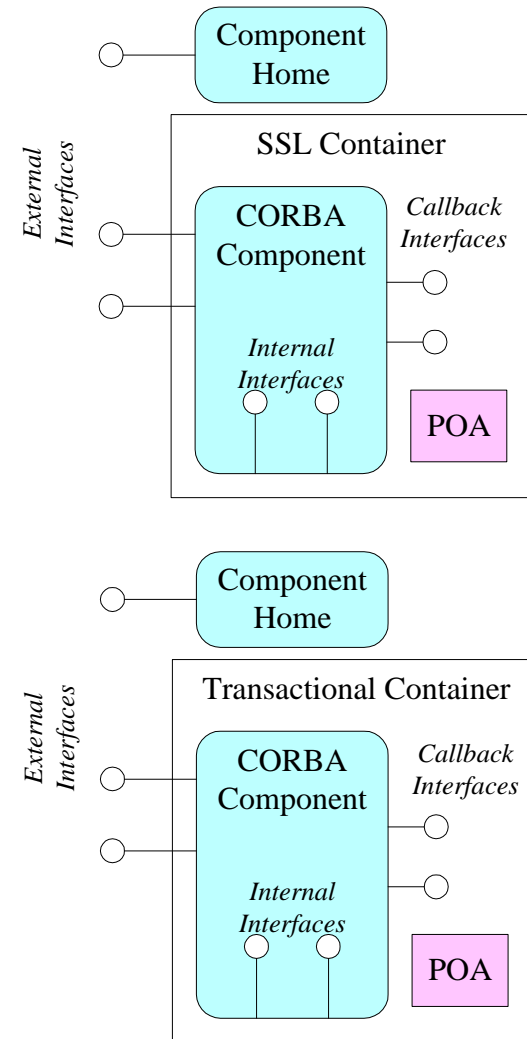 Component
Home
SSL Container
External
Interfaces
CORBA
Component
Callback
Interfaces
Internal
Interfaces
POA
Component
Home
Transactional Container
External
Interfaces
CORBA
Component
Callback
Interfaces
Internal
Interfaces
POA